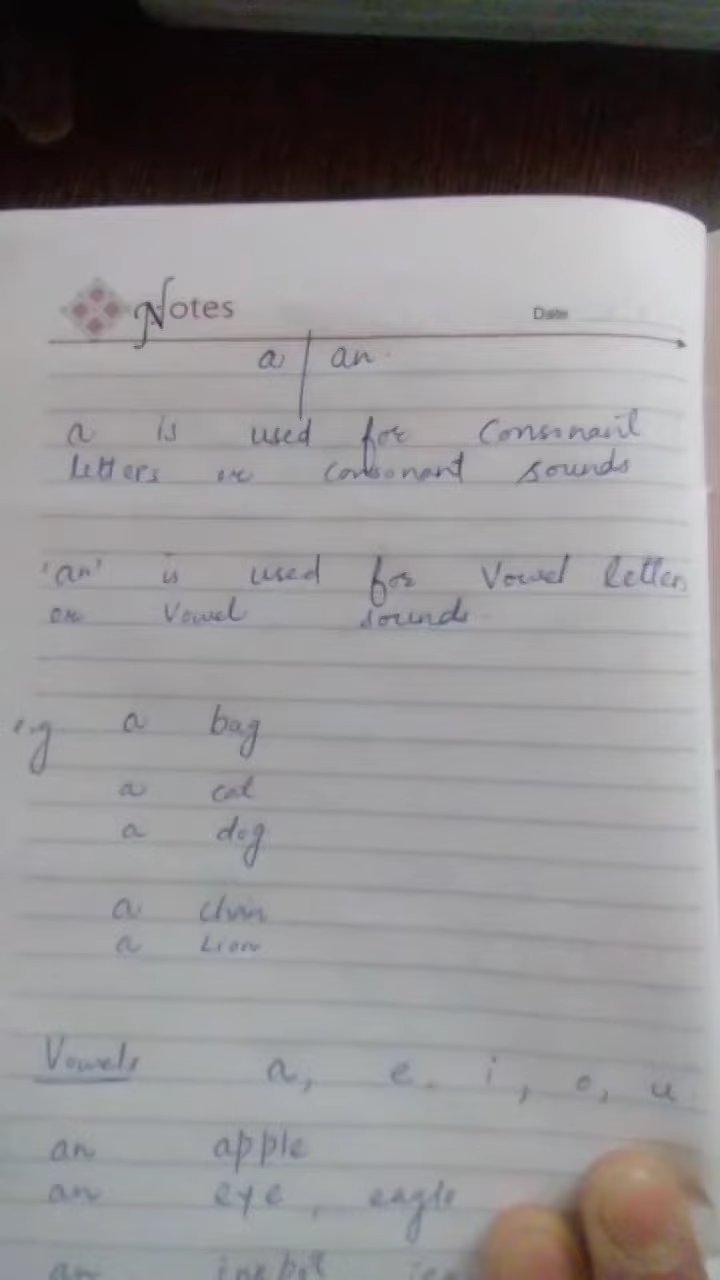 Notes
Date
a | an
a is used for Consonant
letters or consonant sounds
'an' is used for Vowel letters
or Vowel sounds
e.g a bag
a cat
a dog
a chair
a Lion
Vowels a, e, i, o, u
an apple
an eye, eagle
an